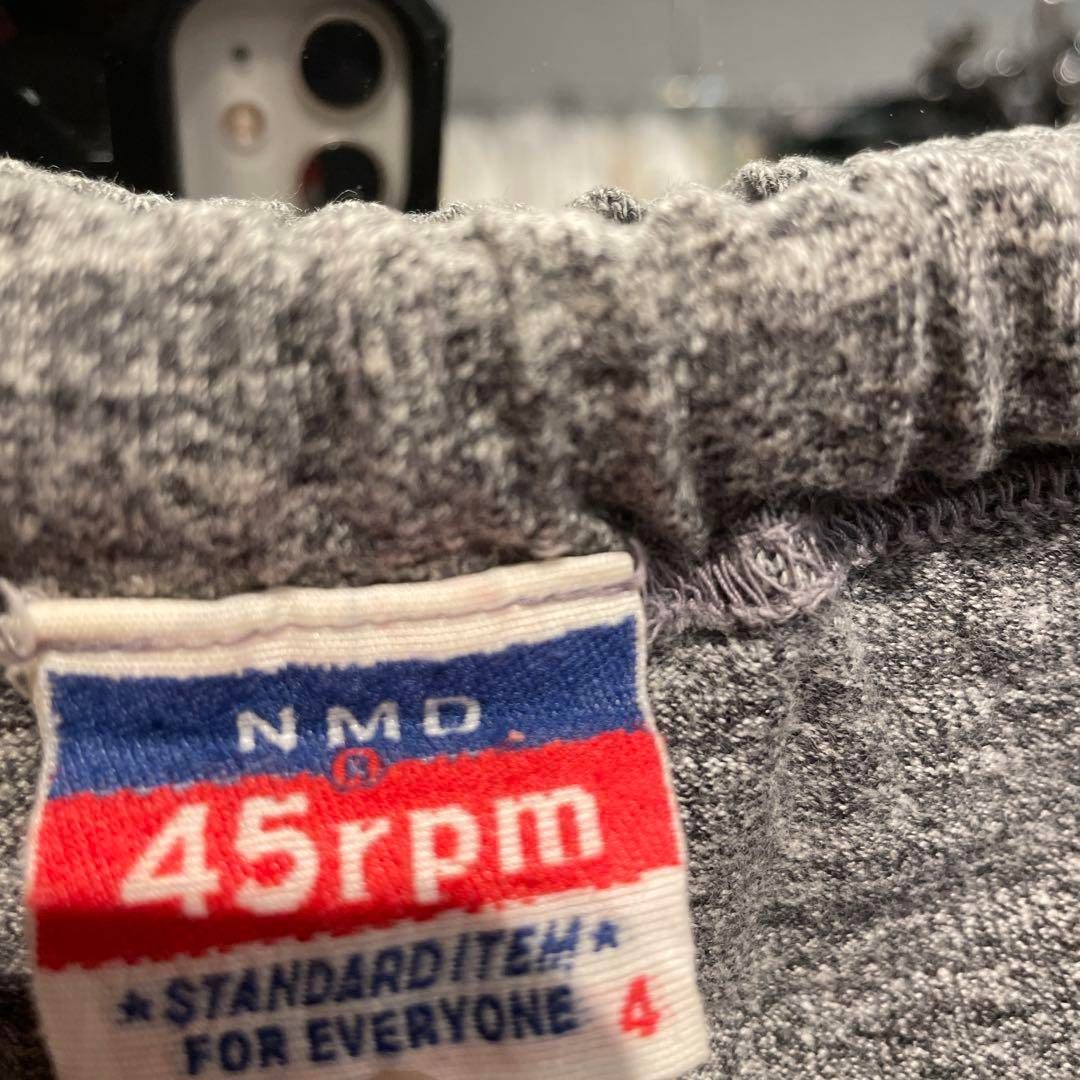 NMD
®
45rpm
★STANDARD ITEM★
FOR EVERYONE 4